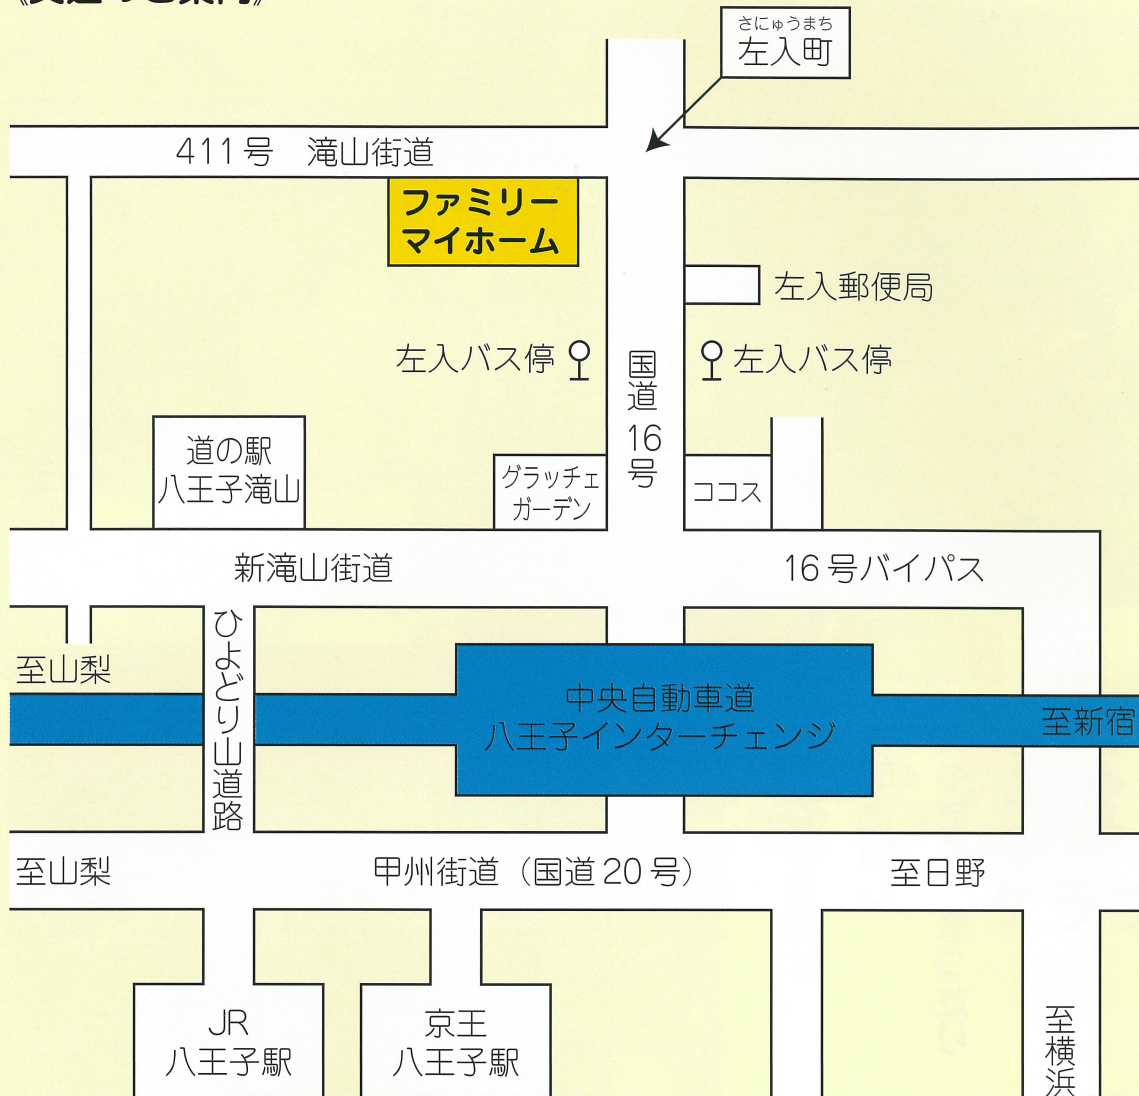 さにゅうまち
左入町
411号 滝山街道
ファミリー
マイホーム
左入郵便局
左入バス停
左入バス停
国道16号
道の駅
八王子滝山
グラッチェ
ガーデン
ココス
新滝山街道
16号バイパス
ひよどり山道路
至山梨
中央自動車道
八王子インターチェンジ
至新宿
至山梨
甲州街道（国道20号）
至日野
JR
八王子駅
京王
八王子駅
至横浜